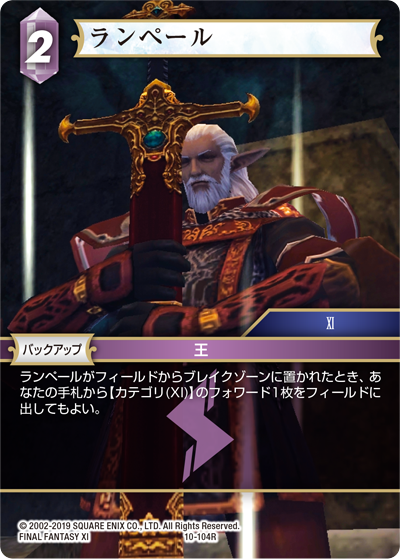 2
ランペール
XI
バックアップ
王
ランペールがフィールドからブレイクゾーンに置かれたとき、あ
なたの手札から【カテゴリ(XI)】のフォワード1枚をフィールドに
出してもよい。
© 2002-2019 SQUARE ENIX CO., LTD. All Rights Reserved.
FINAL FANTASY XI
10-104R